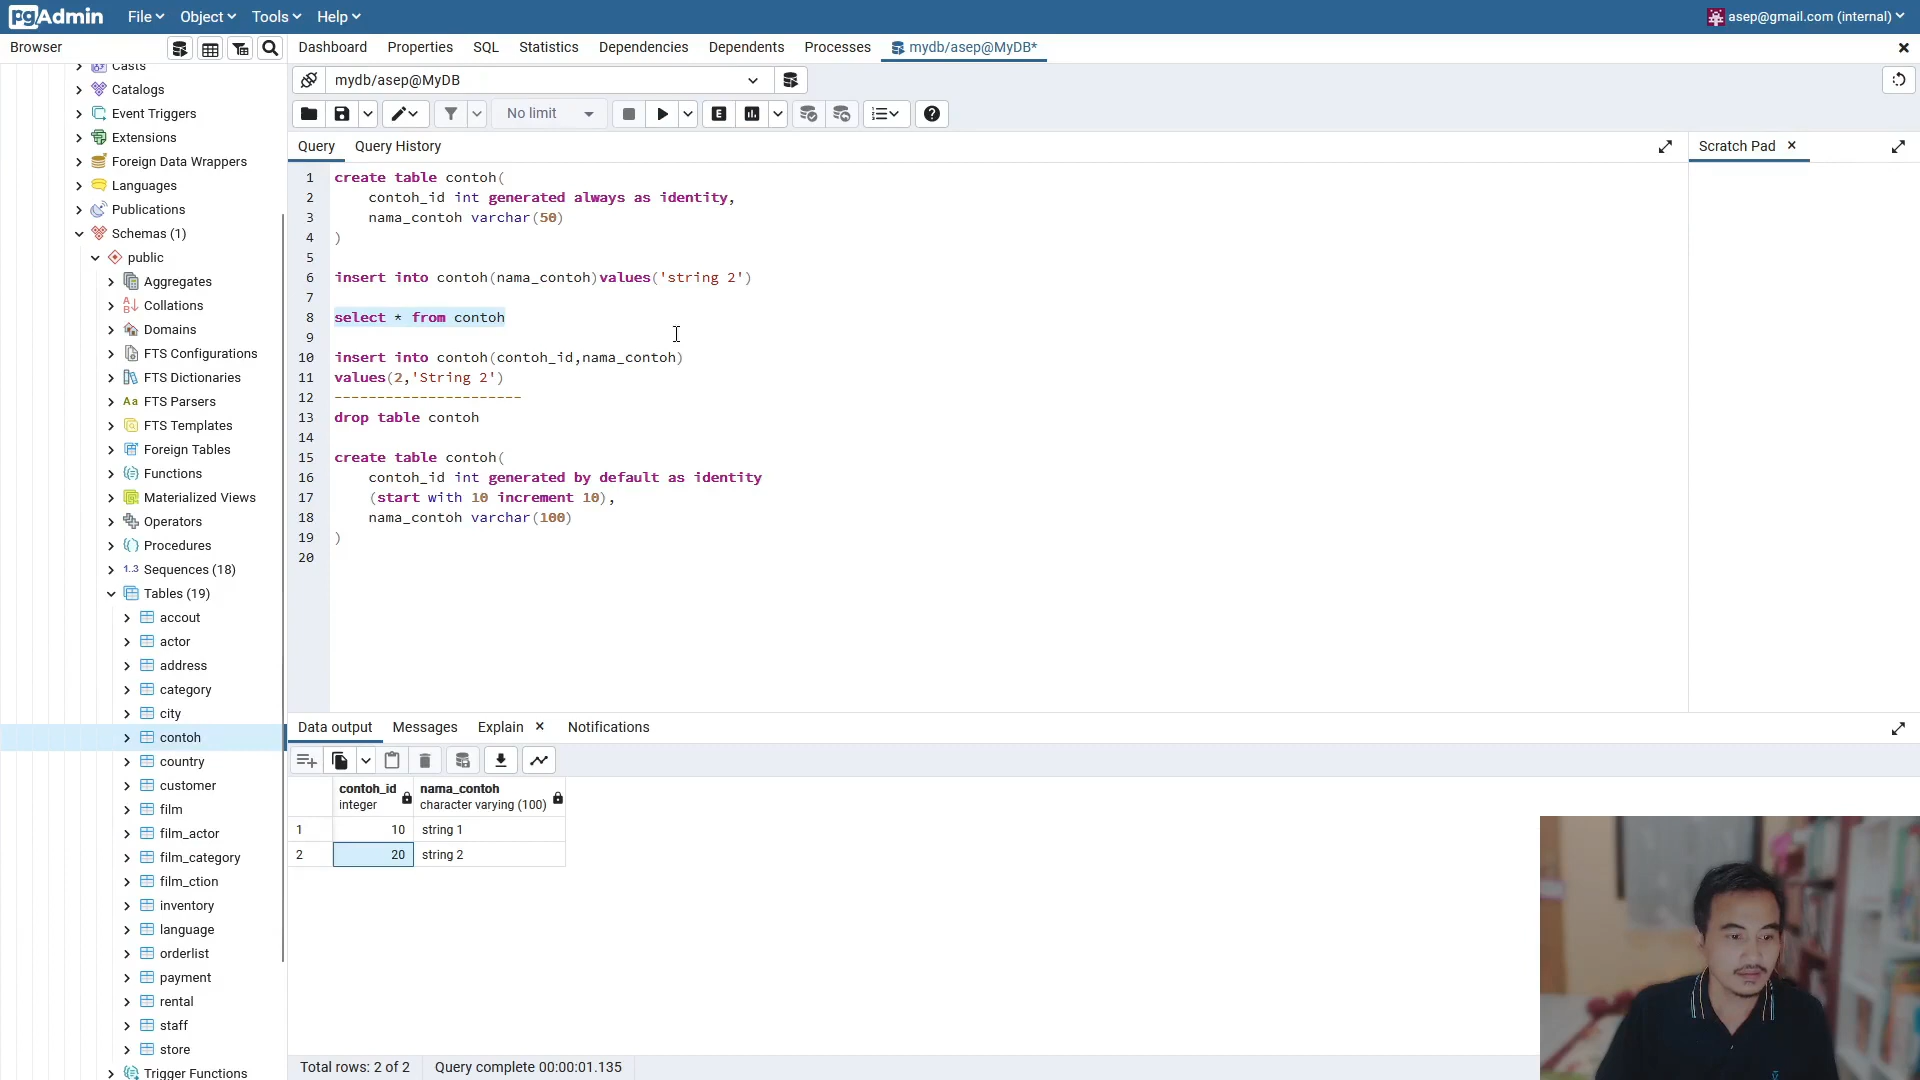 pgAdmin File Object Tools Help asep@gmail.com (internal)
Browser Dashboard Properties SQL Statistics Dependencies Dependents Processes mydb/asep@MyDB*
Casts
Catalogs
Event Triggers
Extensions
Foreign Data Wrappers
Languages
Publications
Schemas (1)
public
Aggregates
Collations
Domains
FTS Configurations
FTS Dictionaries
Aa FTS Parsers
FTS Templates
Foreign Tables
Functions
Materialized Views
Operators
Procedures
1..3 Sequences (18)
Tables (19)
accout
actor
address
category
city
contoh
country
customer
film
film_actor
film_category
film_ction
inventory
language
orderlist
payment
rental
staff
store
Trigger Functions
mydb/asep@MyDB
No limit E
Query Query History Scratch Pad
1 create table contoh(
2 contoh_id int generated always as identity,
3 nama_contoh varchar(50)
4 )
5
6 insert into contoh(nama_contoh)values('string 2')
7
8 select * from contoh
9
10 insert into contoh(contoh_id,nama_contoh)
11 values(2,'String 2')
12 ----------------------
13 drop table contoh
14
15 create table contoh(
16 contoh_id int generated by default as identity
17 (start with 10 increment 10),
18 nama_contoh varchar(100)
19 )
20
Data output Messages Explain Notifications
contoh_id nama_contoh
integer character varying (100)
1 10 string 1
2 20 string 2
Total rows: 2 of 2 Query complete 00:00:01.135